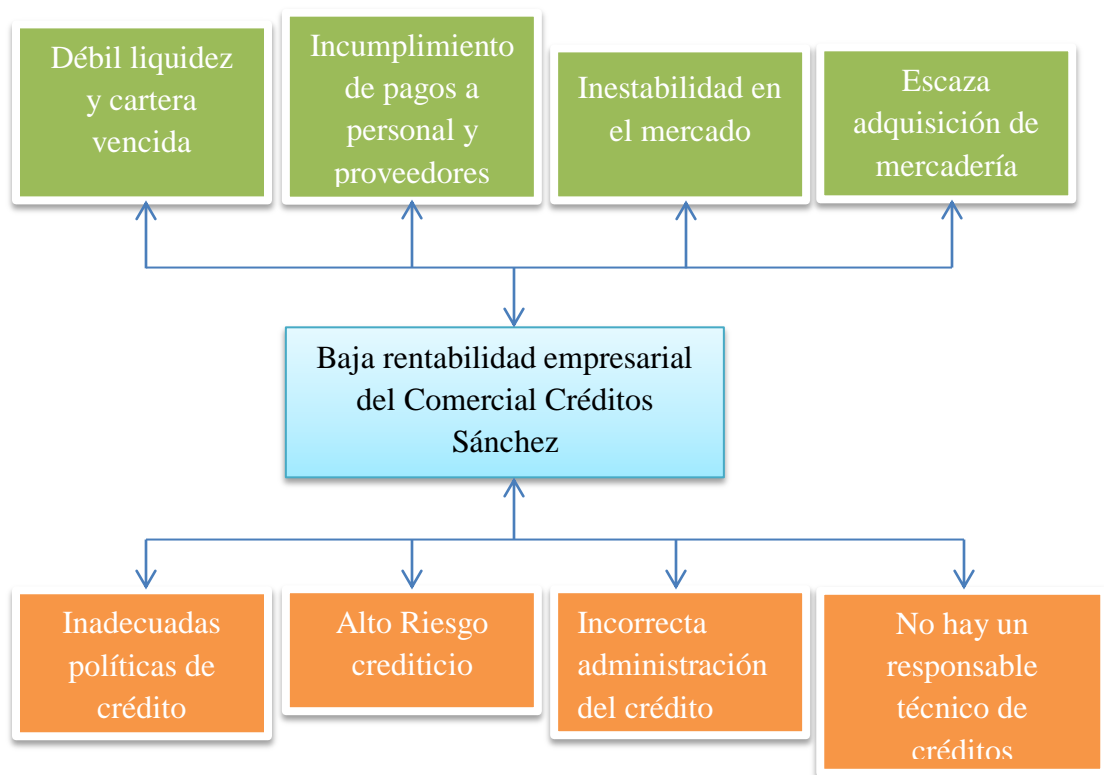 Débil liquidez
y cartera
vencida
Incumplimiento
de pagos a
personal y
proveedores
Inestabilidad en
el mercado
Escaza
adquisición de
mercadería
Baja rentabilidad empresarial
del Comercial Créditos
Sánchez
Inadecuadas
políticas de
crédito
Alto Riesgo
crediticio
Incorrecta
administración
del crédito
No hay un
responsable
técnico de
créditos